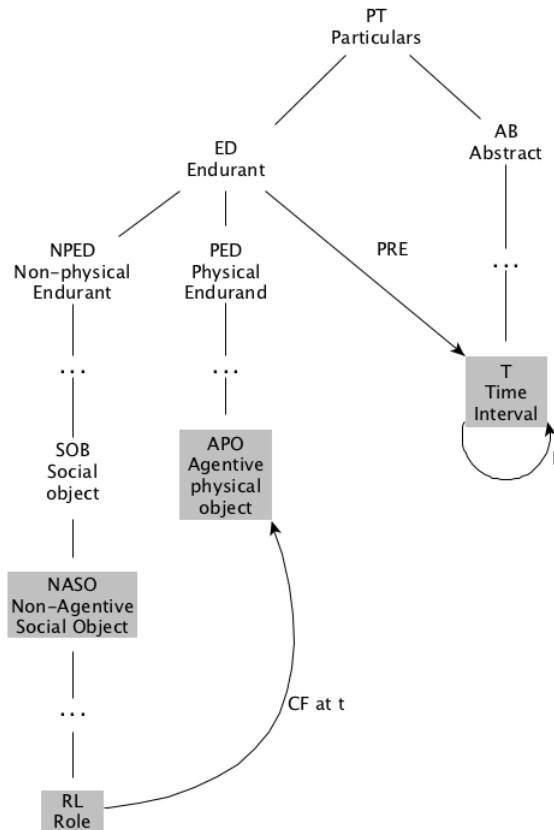 PT
Particulars
ED
Endurant
AB
Abstract
NPED
Non-physical
Endurant
PED
Physical
Endurand
PRE
...
...
...
T
Time
Interval
SOB
Social
object
APO
Agentive
physical
object
NASO
Non-Agentive
Social Object
...
CF at t
RL
Role